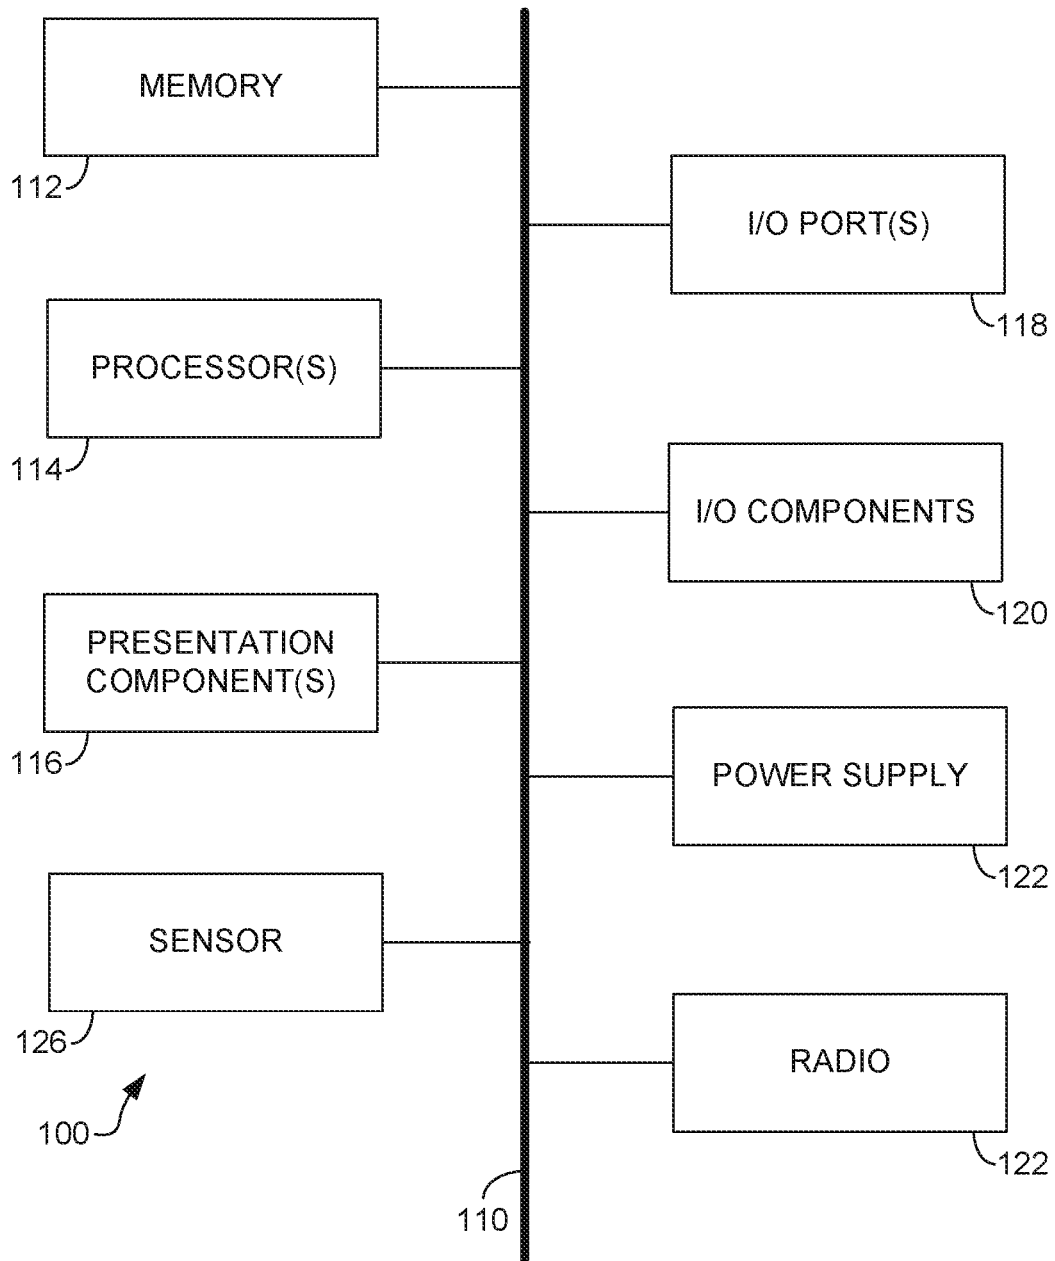 MEMORY
112
I/O PORT(S)
118
PROCESSOR(S)
114
I/O COMPONENTS
120
PRESENTATION
COMPONENT(S)
116
POWER SUPPLY
122
SENSOR
126
RADIO
122
100
110